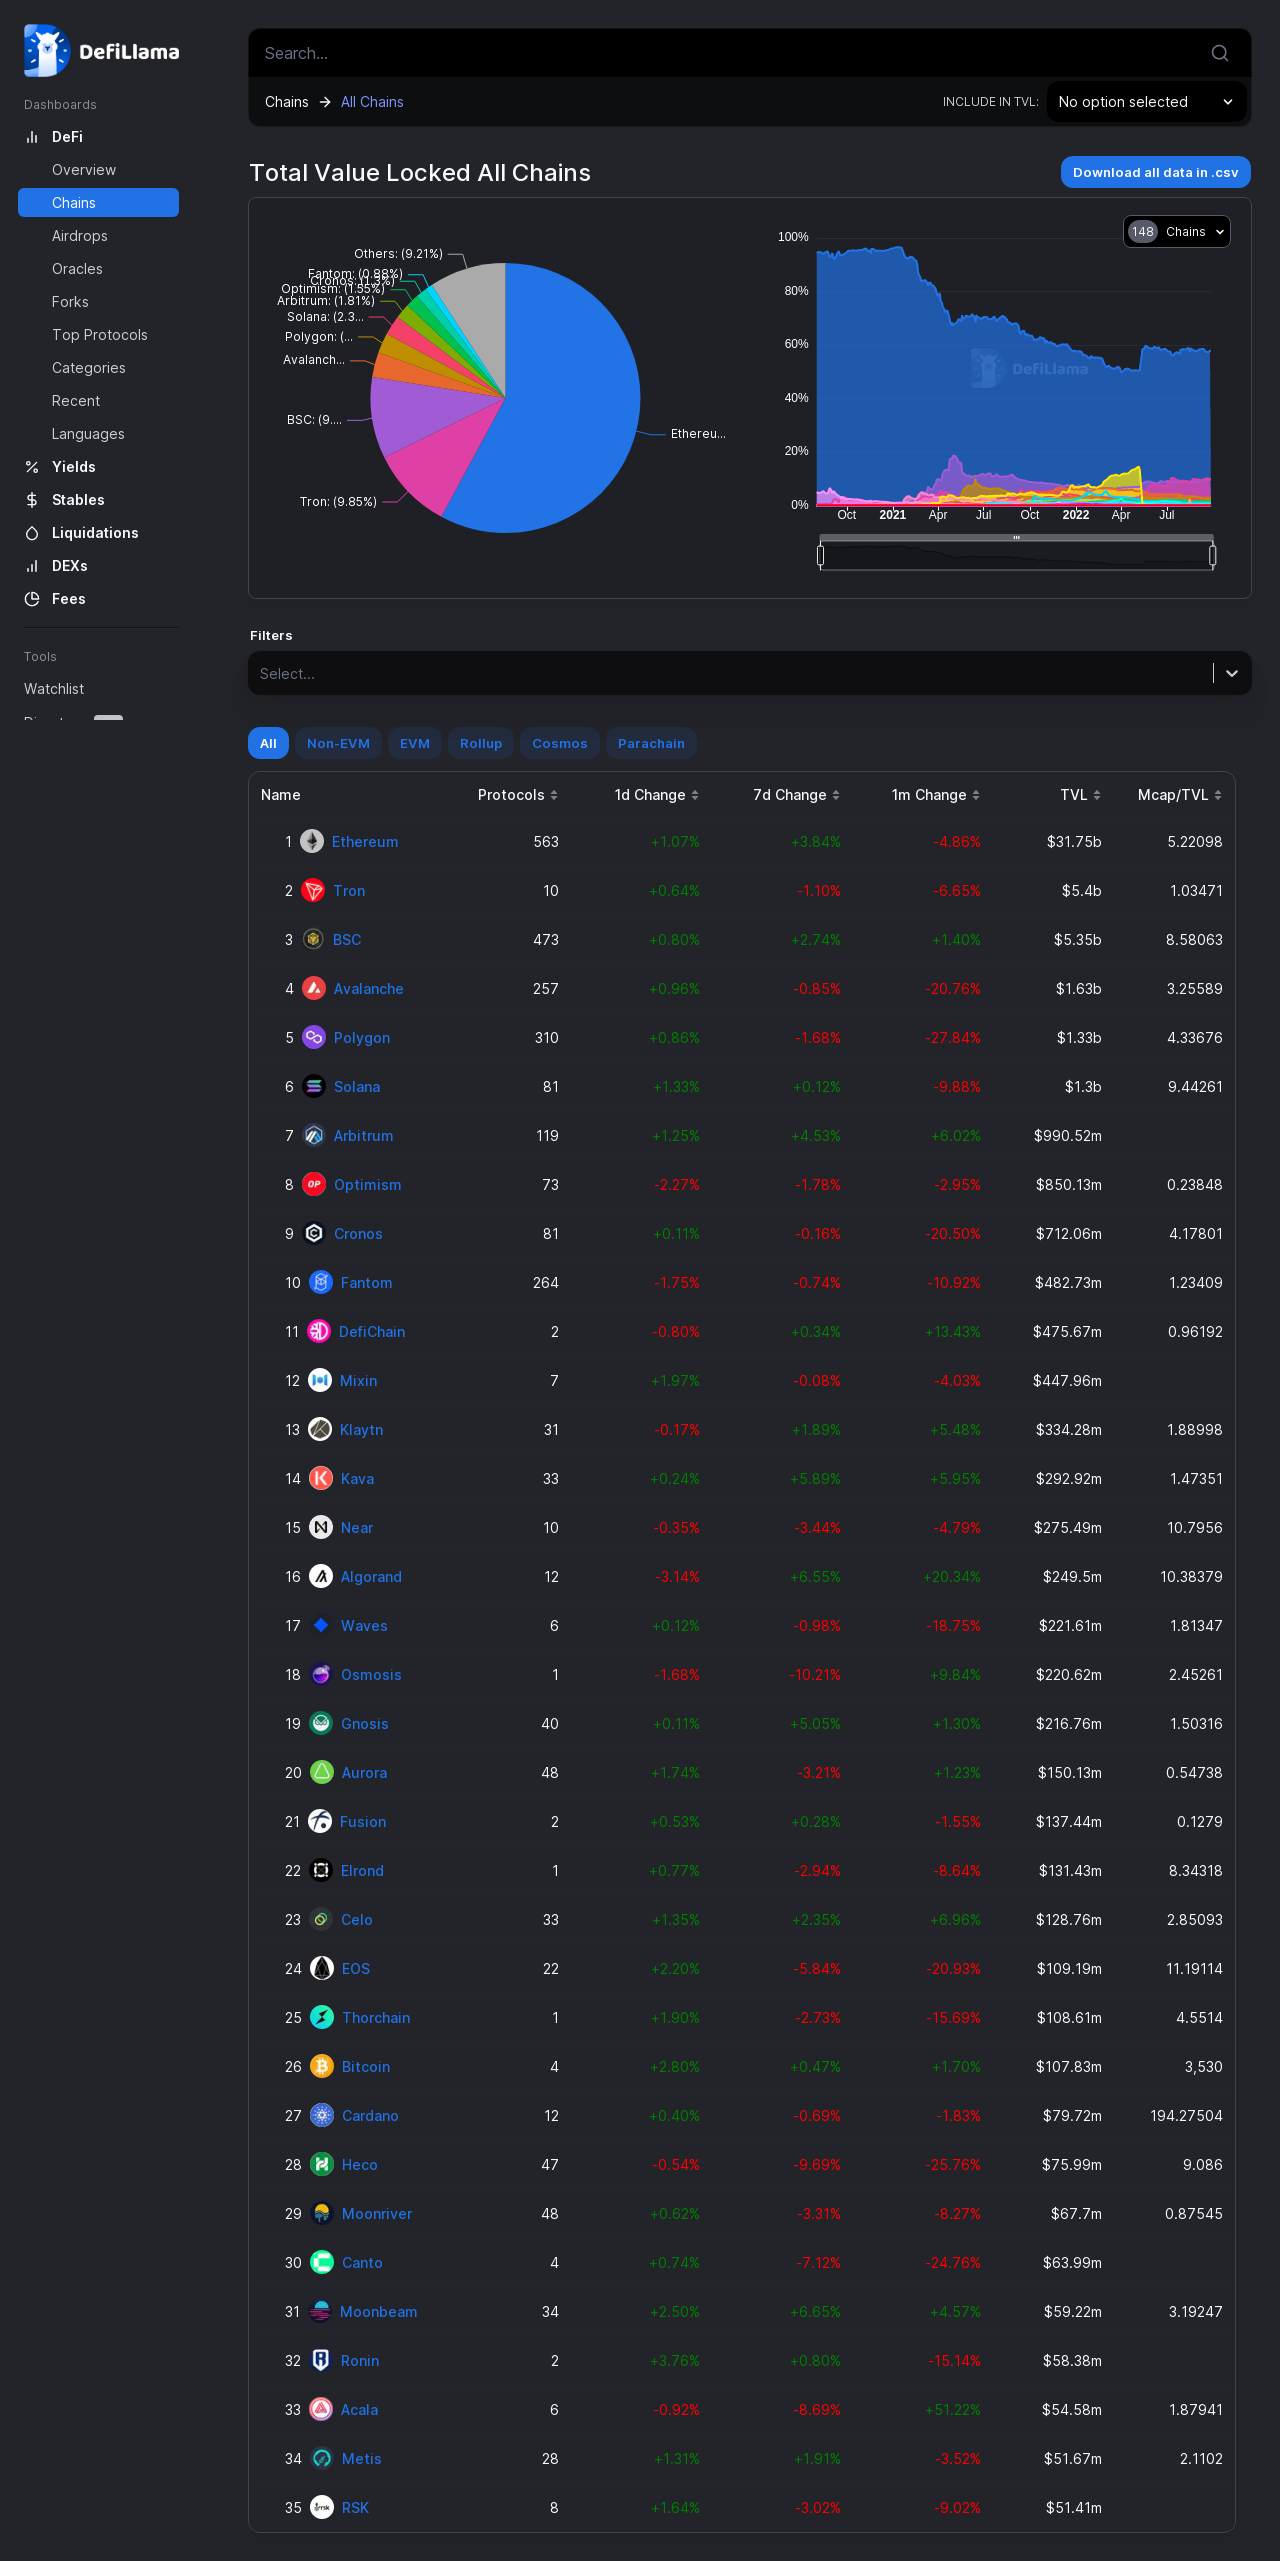 DefiLlama
Dashboards
DeFi
Overview
Chains
Airdrops
Oracles
Forks
Top Protocols
Categories
Recent
Languages
Yields
Stables
Liquidations
DEXs
Fees
Tools
Watchlist
Search...
Chains → All Chains
INCLUDE IN TVL: No option selected
Total Value Locked All Chains
Download all data in .csv
Others: (9.21%)
Fantom: (0.88%)
Cronos: (1.3%)
Optimism: (1.55%)
Arbitrum: (1.81%)
Solana: (2.3...
Polygon: (...
Avalanch...
BSC: (9....
Tron: (9.85%)
Ethereu...
148 Chains
100%
80%
60%
40%
20%
0%
DefiLlama
Oct 2021 Apr Jul Oct 2022 Apr Jul
Filters
Select...
All Non-EVM EVM Rollup Cosmos Parachain
Name Protocols 1d Change 7d Change 1m Change TVL Mcap/TVL
1 Ethereum 563 +1.07% +3.84% -4.86% $31.75b 5.22098
2 Tron 10 +0.64% -1.10% -6.65% $5.4b 1.03471
3 BSC 473 +0.80% +2.74% +1.40% $5.35b 8.58063
4 Avalanche 257 +0.96% -0.85% -20.76% $1.63b 3.25589
5 Polygon 310 +0.86% -1.68% -27.84% $1.33b 4.33676
6 Solana 81 +1.33% +0.12% -9.88% $1.3b 9.44261
7 Arbitrum 119 +1.25% +4.53% +6.02% $990.52m
8 Optimism 73 -2.27% -1.78% -2.95% $850.13m 0.23848
9 Cronos 81 +0.11% -0.16% -20.50% $712.06m 4.17801
10 Fantom 264 -1.75% -0.74% -10.92% $482.73m 1.23409
11 DefiChain 2 -0.80% +0.34% +13.43% $475.67m 0.96192
12 Mixin 7 +1.97% -0.08% -4.03% $447.96m
13 Klaytn 31 -0.17% +1.89% +5.48% $334.28m 1.88998
14 Kava 33 +0.24% +5.89% +5.95% $292.92m 1.47351
15 Near 10 -0.35% -3.44% -4.79% $275.49m 10.7956
16 Algorand 12 -3.14% +6.55% +20.34% $249.5m 10.38379
17 Waves 6 +0.12% -0.98% -18.75% $221.61m 1.81347
18 Osmosis 1 -1.68% -10.21% +9.84% $220.62m 2.45261
19 Gnosis 40 +0.11% +5.05% +1.30% $216.76m 1.50316
20 Aurora 48 +1.74% -3.21% +1.23% $150.13m 0.54738
21 Fusion 2 +0.53% +0.28% -1.55% $137.44m 0.1279
22 Elrond 1 +0.77% -2.94% -8.64% $131.43m 8.34318
23 Celo 33 +1.35% +2.35% +6.96% $128.76m 2.85093
24 EOS 22 +2.20% -5.84% -20.93% $109.19m 11.19114
25 Thorchain 1 +1.90% -2.73% -15.69% $108.61m 4.5514
26 Bitcoin 4 +2.80% +0.47% +1.70% $107.83m 3,530
27 Cardano 12 +0.40% -0.69% -1.83% $79.72m 194.27504
28 Heco 47 -0.54% -9.69% -25.76% $75.99m 9.086
29 Moonriver 48 +0.62% -3.31% -8.27% $67.7m 0.87545
30 Canto 4 +0.74% -7.12% -24.76% $63.99m
31 Moonbeam 34 +2.50% +6.65% +4.57% $59.22m 3.19247
32 Ronin 2 +3.76% +0.80% -15.14% $58.38m
33 Acala 6 -0.92% -8.69% +51.22% $54.58m 1.87941
34 Metis 28 +1.31% +1.91% -3.52% $51.67m 2.1102
35 RSK 8 +1.64% -3.02% -9.02% $51.41m